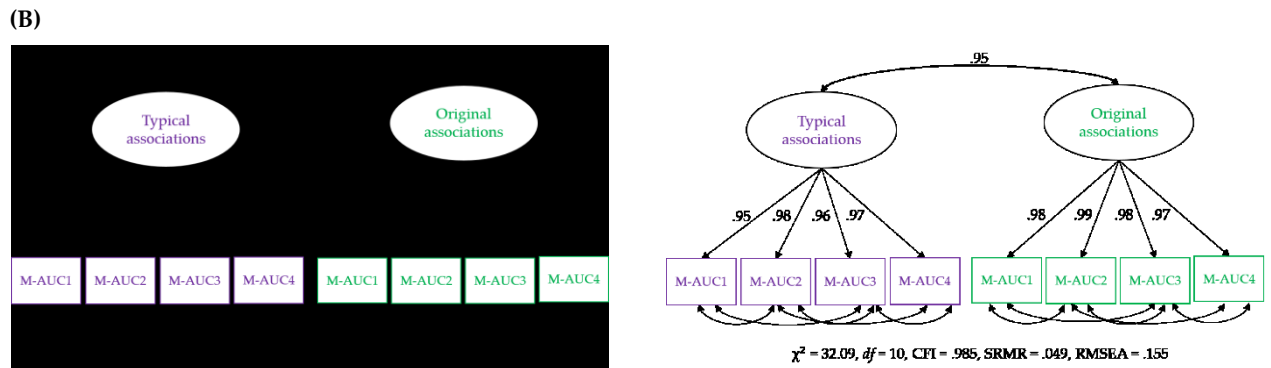 (B)
Typical
associations
Original
associations
M-AUC1 M-AUC2 M-AUC3 M-AUC4 M-AUC1 M-AUC2 M-AUC3 M-AUC4
.95
Typical
associations
Original
associations
.95 .98 .96 .97 .98 .99 .98 .97
M-AUC1 M-AUC2 M-AUC3 M-AUC4 M-AUC1 M-AUC2 M-AUC3 M-AUC4
χ² = 32.09, df = 10, CFI = .985, SRMR = .049, RMSEA = .155